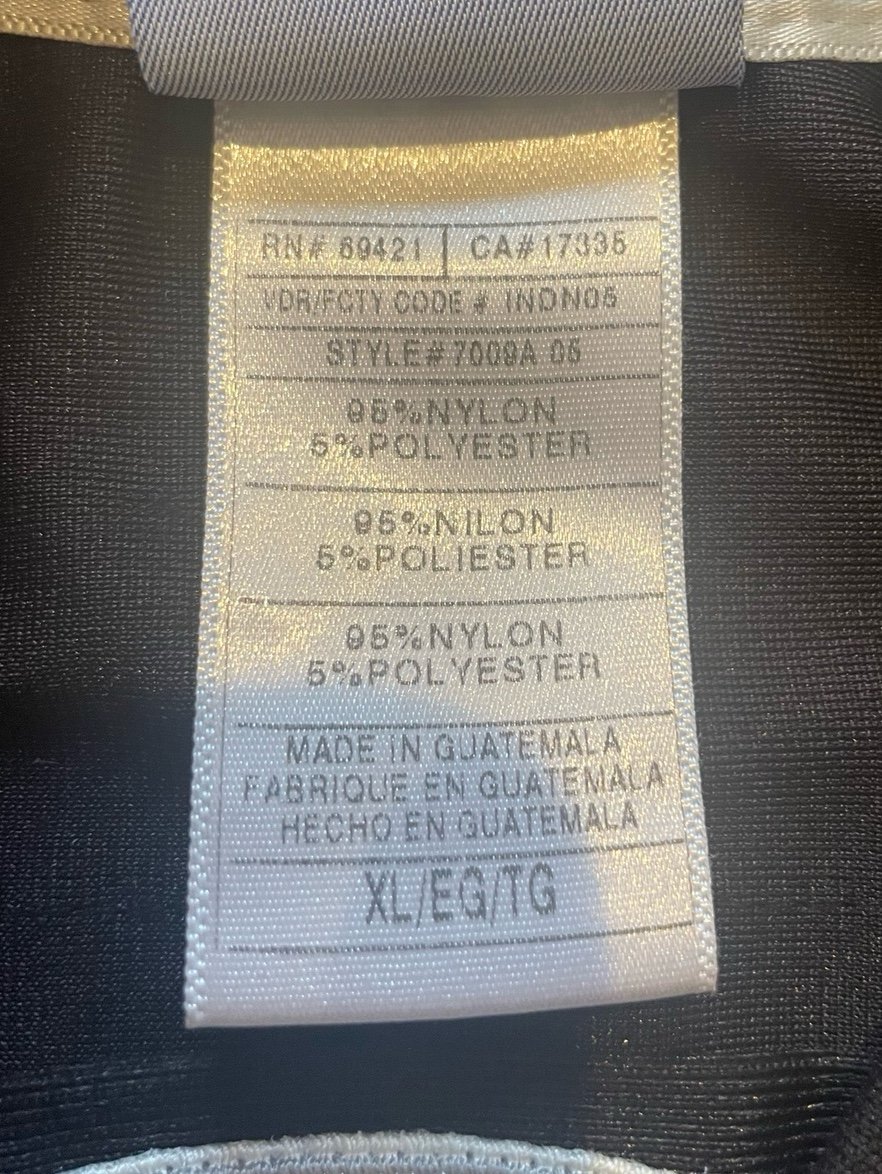 RN# 69421 | CA#17335
VDR/FCTY CODE # INDN05
STYLE# 7009A 05
95%NYLON
5%POLYESTER
95%NILON
5%POLIESTER
95%NYLON
5%POLYESTER
MADE IN GUATEMALA
FABRIQUE EN GUATEMALA
HECHO EN GUATEMALA
XL/EG/TG